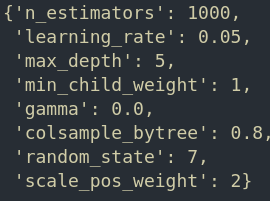 {'n_estimators': 1000,
 'learning_rate': 0.05,
 'max_depth': 5,
 'min_child_weight': 1,
 'gamma': 0.0,
 'colsample_bytree': 0.8,
 'random_state': 7,
 'scale_pos_weight': 2}